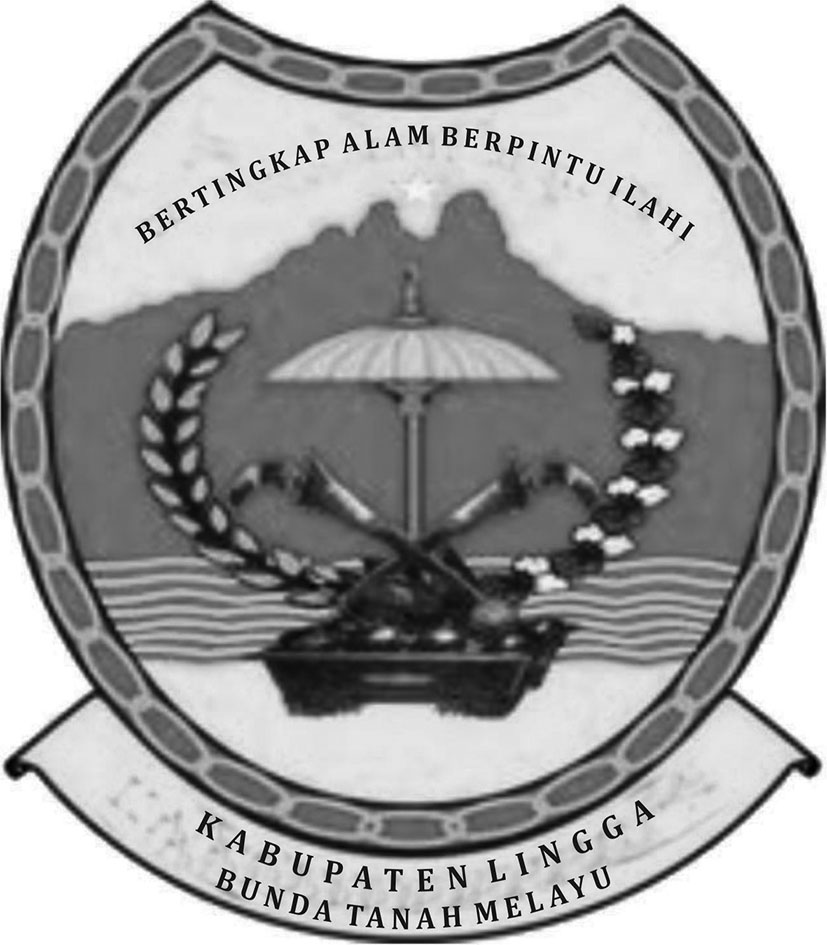 BERTINGKAP ALAM BERPINTU ILAHI
KABUPATEN LINGGA
BUNDA TANAH MELAYU